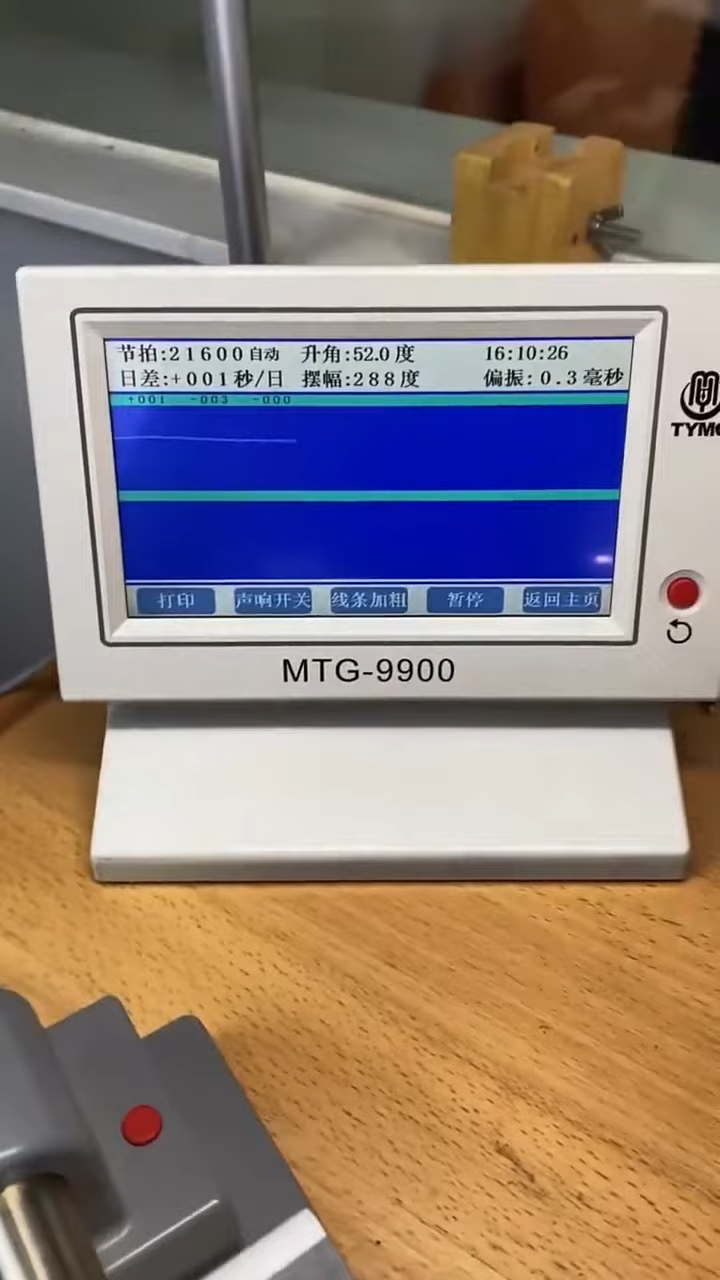 节拍:21600自动 升角:52.0度 16:10:26
日差:+001秒/日 摆幅:288度 偏振:0.3毫秒
+001 -003 -000
打印 声响开关 线条加粗 暂停 返回主页
MTG-9900